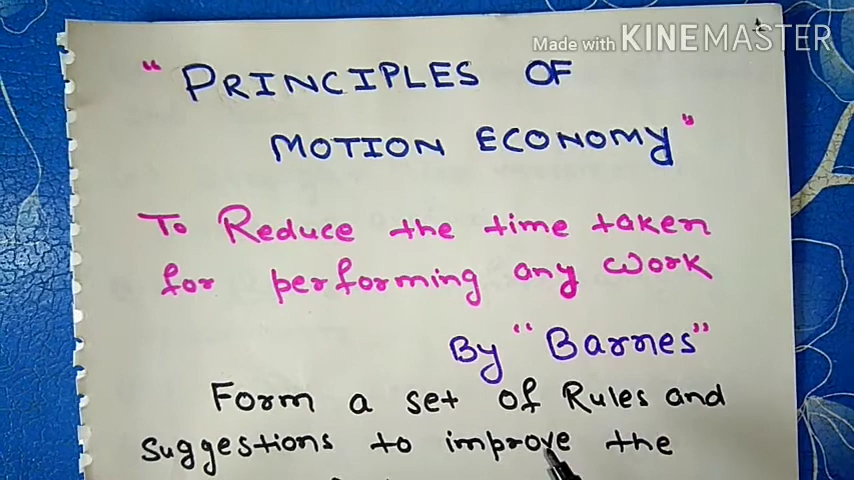 Made with KINEMASTER
" PRINCIPLES OF
MOTION ECONOMY "
To Reduce the time taken
for performing any work
By "Barnes"
Form a set of Rules and
suggestions to improve the